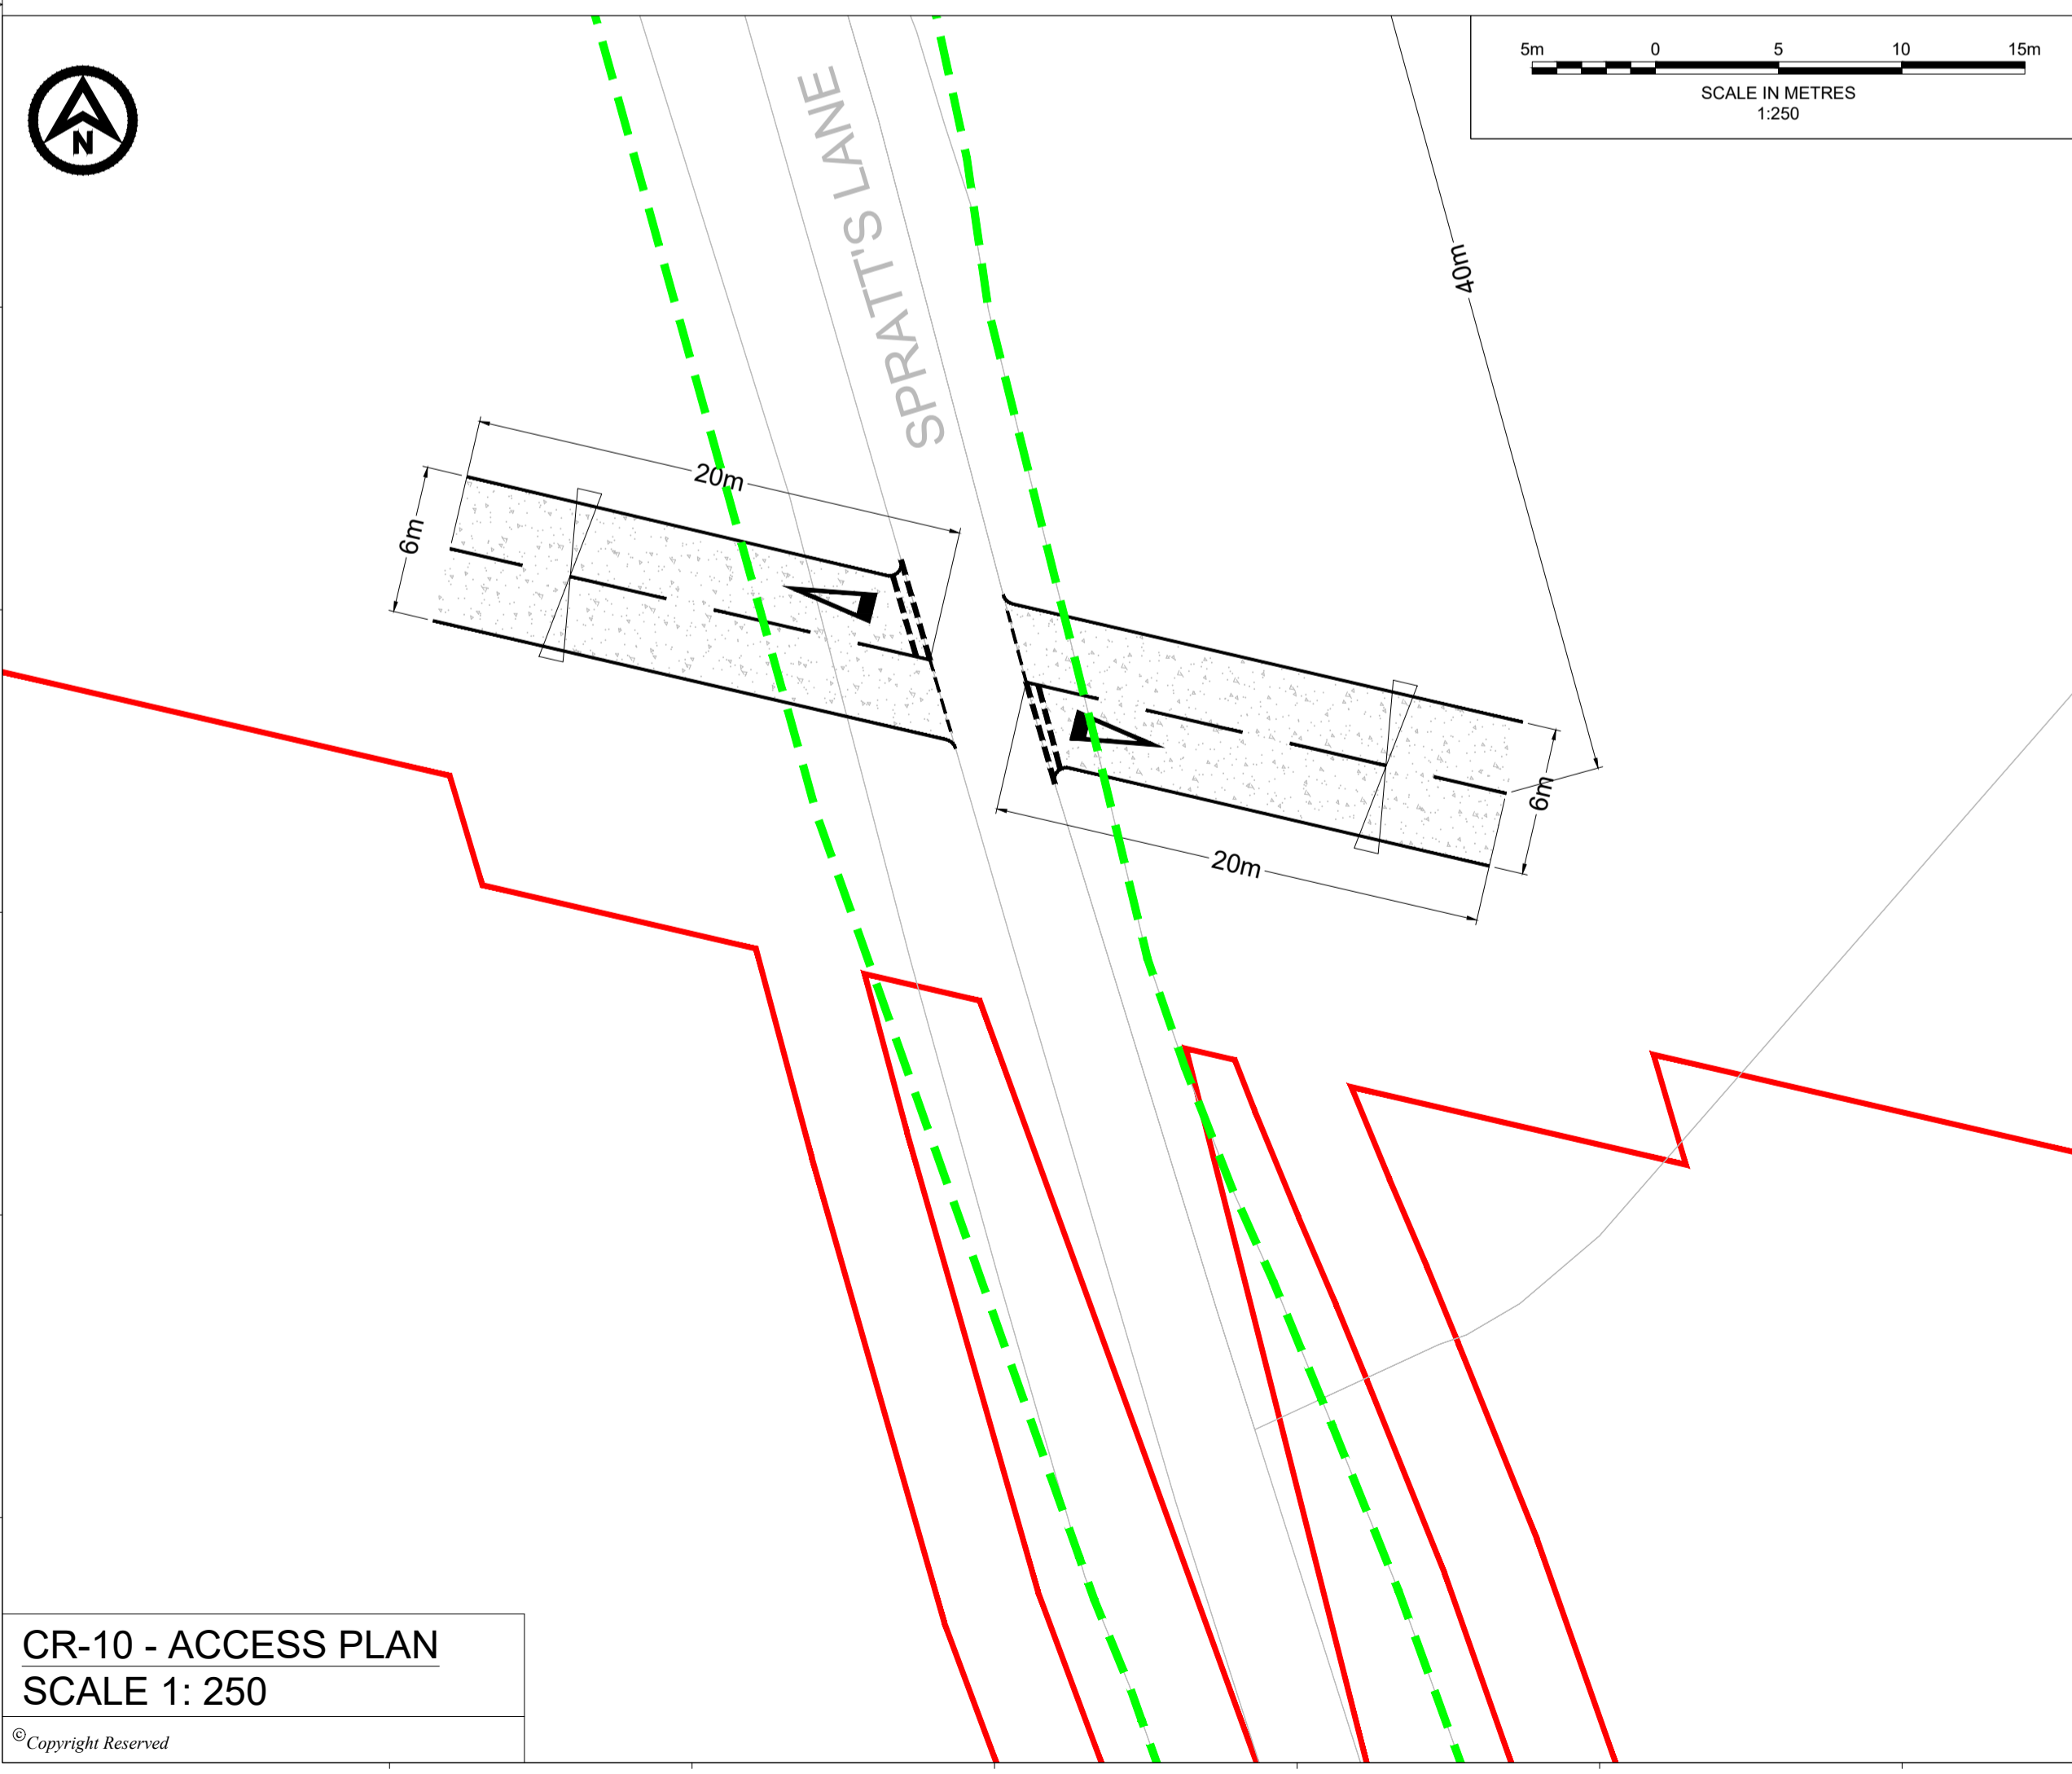 N
5m 0 5 10 15m
SCALE IN METRES
1:250
SPRATT'S LANE
40m
20m
6m
6m
20m
CR-10 - ACCESS PLAN
SCALE 1: 250
©Copyright Reserved